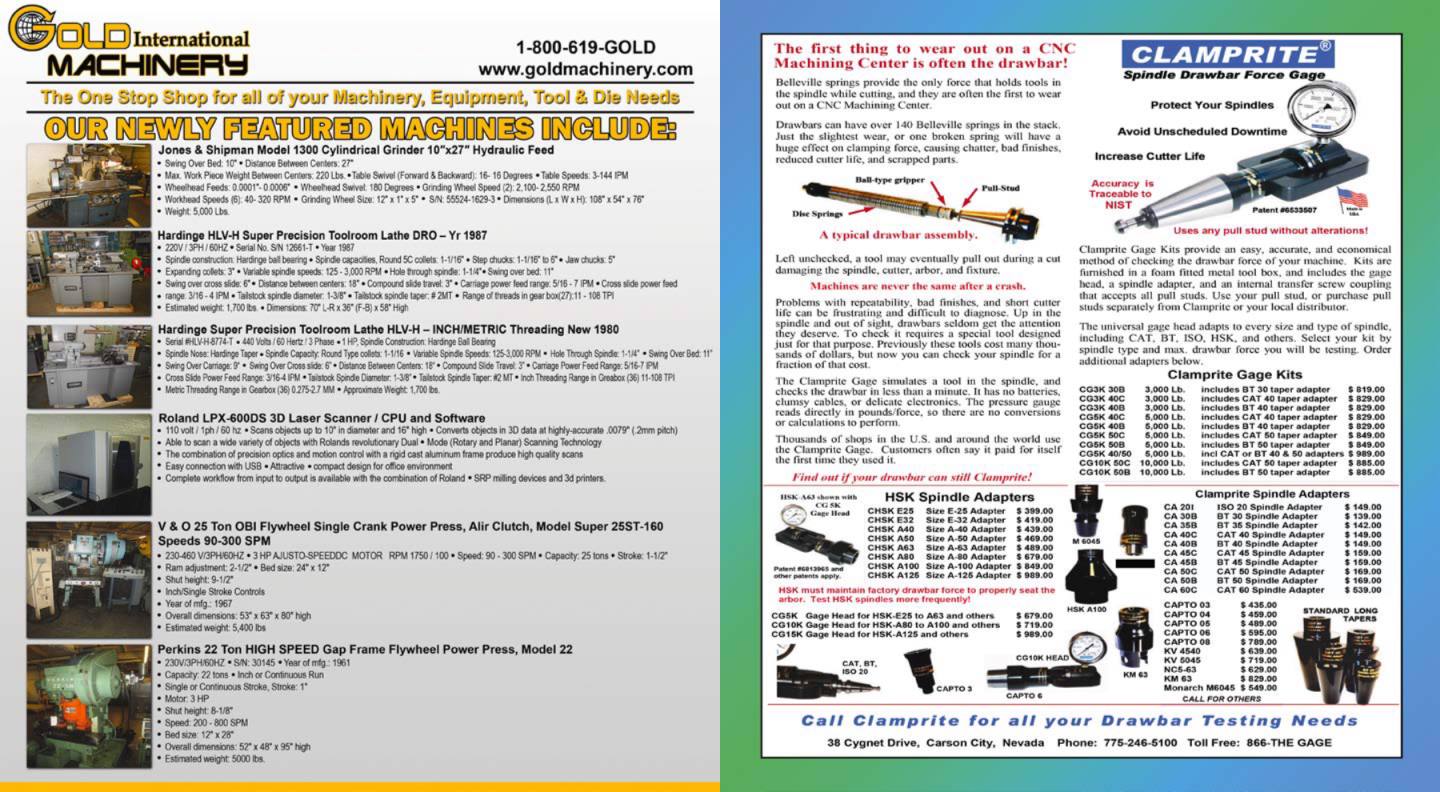 GOLD International
MACHINERY
1-800-619-GOLD
www.goldmachinery.com
The One Stop Shop for all of your Machinery, Equipment, Tool & Die Needs
OUR NEWLY FEATURED MACHINES INCLUDE:
Jones & Shipman Model 1300 Cylindrical Grinder 10"x27" Hydraulic Feed
• Swing Over Bed: 10" • Distance Between Centers: 27"
• Max. Work Piece Weight Between Centers: 220 Lbs. • Table Swivel (Forward & Backward): 16- 16 Degrees • Table Speeds: 3-144 IPM
• Wheelhead Feeds: 0.0001"- 0.0006" • Wheelhead Swivel: 180 Degrees • Grinding Wheel Speed (2): 2,100- 2,550 RPM
• Workhead Speeds (6): 40- 320 RPM • Grinding Wheel Size: 12" x 1" x 5" • S/N: 55524-1629-3 • Dimensions (L x W x H): 108" x 54" x 76"
• Weight: 5,000 Lbs.
Hardinge HLV-H Super Precision Toolroom Lathe DRO – Yr 1987
• 220V / 3PH / 60HZ • Serial No. S/N 12661-T • Year 1987
• Spindle construction: Hardinge ball bearing • Spindle capacities, Round 5C collets: 1-1/16" • Step chucks: 1-1/16" to 6" • Jaw chucks: 5"
• Expanding collets: 3" • Variable spindle speeds: 125 - 3,000 RPM • Hole through spindle: 1-1/4" • Swing over bed: 11"
• Swing over cross slide: 6" • Distance between centers: 18" • Compound slide travel: 3" • Carriage power feed range: 5/16 - 7 IPM • Cross slide power feed
• range: 3/16 - 4 IPM • Tailstock spindle diameter: 1-3/8" • Tailstock spindle taper: # 2MT • Range of threads in gear box(27):11 - 108 TPI
• Estimated weight: 1,700 lbs. • Dimensions: 70" L-R x 36" (F-B) x 58" High
Hardinge Super Precision Toolroom Lathe HLV-H – INCH/METRIC Threading New 1980
• Serial #HLV-H-8774-T • 440 Volts / 60 Hertz / 3 Phase • 1 HP, Spindle Construction: Hardinge Ball Bearing
• Spindle Nose: Hardinge Taper • Spindle Capacity: Round Type collets: 1-1/16 • Variable Spindle Speeds: 125-3,000 RPM • Hole Through Spindle: 1-1/4" • Swing Over Bed: 11"
• Swing Over Carriage: 9" • Swing Over Cross slide: 6" • Distance Between Centers: 18" • Compound Slide Travel: 3" • Carriage Power Feed Range: 5/16-7 IPM
• Cross Slide Power Feed Range: 3/16-4 IPM • Tailstock Spindle Diameter: 1-3/8" • Tailstock Spindle Taper: #2 MT • Inch Threading Range in Greabox (36) 11-108 TPI
• Metric Threading Range in Gearbox (36) 0.275-2.7 MM • Approximate Weight: 1,700 lbs.
Roland LPX-600DS 3D Laser Scanner / CPU and Software
• 110 volt / 1ph / 60 hz • Scans objects up to 10" in diameter and 16" high • Converts objects in 3D data at highly-accurate .0079" (.2mm pitch)
• Able to scan a wide variety of objects with Rolands revolutionary Dual • Mode (Rotary and Planar) Scanning Technology
• The combination of precision optics and motion control with a rigid cast aluminum frame produce high quality scans
• Easy connection with USB • Attractive • compact design for office environment
• Complete workflow from input to output is available with the combination of Roland • SRP milling devices and 3d printers.
V & O 25 Ton OBI Flywheel Single Crank Power Press, Alir Clutch, Model Super 25ST-160
Speeds 90-300 SPM
• 230-460 V/3PH/60HZ • 3 HP AJUSTO-SPEEDDC MOTOR RPM 1750 / 100 • Speed: 90 - 300 SPM • Capacity: 25 tons • Stroke: 1-1/2"
• Ram adjustment: 2-1/2" • Bed size: 24" x 12"
• Shut height: 9-1/2"
• Inch/Single Stroke Controls
• Year of mfg.: 1967
• Overall dimensions: 53" x 63" x 80" high
• Estimated weight: 5,400 lbs
Perkins 22 Ton HIGH SPEED Gap Frame Flywheel Power Press, Model 22
• 230V/3PH/60HZ • S/N: 30145 • Year of mfg.: 1961
• Capacity: 22 tons • Inch or Continuous Run
• Single or Continuous Stroke, Stroke: 1"
• Motor: 3 HP
• Shut height: 8-1/8"
• Speed: 200 - 800 SPM
• Bed size: 12" x 28"
• Overall dimensions: 52" x 48" x 95" high
• Estimated weight: 5000 lbs.
The first thing to wear out on a CNC
Machining Center is often the drawbar!
Belleville springs provide the only force that holds tools in
the spindle while cutting, and they are often the first to wear
out on a CNC Machining Center.
Drawbars can have over 140 Belleville springs in the stack.
Just the slightest wear, or one broken spring will have a
huge effect on clamping force, causing chatter, bad finishes,
reduced cutter life, and scrapped parts.
Ball-type gripper
Pull-Stud
Disc Springs
A typical drawbar assembly.
Left unchecked, a tool may eventually pull out during a cut
damaging the spindle, cutter, arbor, and fixture.
Machines are never the same after a crash.
Problems with repeatability, bad finishes, and short cutter
life can be frustrating and difficult to diagnose. Up in the
spindle and out of sight, drawbars seldom get the attention
they deserve. To check it requires a special tool designed
just for that purpose. Previously these tools cost many thou-
sands of dollars, but now you can check your spindle for a
fraction of that cost.
The Clamprite Gage simulates a tool in the spindle, and
checks the drawbar in less than a minute. It has no batteries,
clumsy cables, or delicate electronics. The pressure gauge
reads directly in pounds/force, so there are no conversions
or calculations to perform.
Thousands of shops in the U.S. and around the world use
the Clamprite Gage. Customers often say it paid for itself
the first time they used it.
Find out if your drawbar can still Clamprite!
CLAMPRITE®
Spindle Drawbar Force Gage
Protect Your Spindles
Avoid Unscheduled Downtime
Increase Cutter Life
Accuracy is
Traceable to
NIST
Patent #6533507
Made in
USA
Uses any pull stud without alterations!
Clamprite Gage Kits provide an easy, accurate, and economical
method of checking the drawbar force of your machine. Kits are
furnished in a foam fitted metal tool box, and includes the gage
head, a spindle adapter, and an internal transfer screw coupling
that accepts all pull studs. Use your pull stud, or purchase pull
studs separately from Clamprite or your local distributor.
The universal gage head adapts to every size and type of spindle,
including CAT, BT, ISO, HSK, and others. Select your kit by
spindle type and max. drawbar force you will be testing. Order
additional adapters below.
Clamprite Gage Kits
CG3K 30B 3,000 Lb. includes BT 30 taper adapter $ 819.00
CG3K 40C 3,000 Lb. includes CAT 40 taper adapter $ 829.00
CG3K 40B 3,000 Lb. includes BT 40 taper adapter $ 829.00
CG5K 40C 5,000 Lb. includes CAT 40 taper adapter $ 829.00
CG5K 40B 5,000 Lb. includes BT 40 taper adapter $ 829.00
CG5K 50C 5,000 Lb. includes CAT 50 taper adapter $ 849.00
CG5K 50B 5,000 Lb. includes BT 50 taper adapter $ 849.00
CG5K 40/50 5,000 Lb. incl CAT or BT 40 & 50 adapters $ 989.00
CG10K 50C 10,000 Lb. includes CAT 50 taper adapter $ 885.00
CG10K 50B 10,000 Lb. includes BT 50 taper adapter $ 885.00
HSK-A63 shown with
CG 5K
Gage Head
Patent #6813965 and
other patents apply.
HSK Spindle Adapters
CHSK E25 Size E-25 Adapter $ 399.00
CHSK E32 Size E-32 Adapter $ 419.00
CHSK A40 Size A-40 Adapter $ 439.00
CHSK A50 Size A-50 Adapter $ 469.00
CHSK A63 Size A-63 Adapter $ 489.00
CHSK A80 Size A-80 Adapter $ 679.00
CHSK A100 Size A-100 Adapter $ 849.00
CHSK A125 Size A-125 Adapter $ 989.00
HSK must maintain factory drawbar force to properly seat the
arbor. Test HSK spindles more frequently!
CG5K Gage Head for HSK-E25 to A63 and others $ 679.00
CG10K Gage Head for HSK-A80 to A100 and others $ 719.00
CG15K Gage Head for HSK-A125 and others $ 989.00
CAT, BT,
ISO 20
CAPTO 3
CG10K HEAD
CAPTO 6
M 6045
HSK A100
KM 63
Clamprite Spindle Adapters
CA 20I ISO 20 Spindle Adapter $ 149.00
CA 30B BT 30 Spindle Adapter $ 139.00
CA 35B BT 35 Spindle Adapter $ 142.00
CA 40C CAT 40 Spindle Adapter $ 149.00
CA 40B BT 40 Spindle Adapter $ 149.00
CA 45C CAT 45 Spindle Adapter $ 159.00
CA 45B BT 45 Spindle Adapter $ 159.00
CA 50C CAT 50 Spindle Adapter $ 169.00
CA 50B BT 50 Spindle Adapter $ 169.00
CA 60C CAT 60 Spindle Adapter $ 539.00
CAPTO 03 $ 435.00
CAPTO 04 $ 459.00
CAPTO 05 $ 489.00
CAPTO 06 $ 595.00
CAPTO 08 $ 789.00
KV 4540 $ 639.00
KV 5045 $ 719.00
NC5-63 $ 629.00
KM 63 $ 829.00
Monarch M6045 $ 549.00
CALL FOR OTHERS
STANDARD LONG
TAPERS
Call Clamprite for all your Drawbar Testing Needs
38 Cygnet Drive, Carson City, Nevada Phone: 775-246-5100 Toll Free: 866-THE GAGE